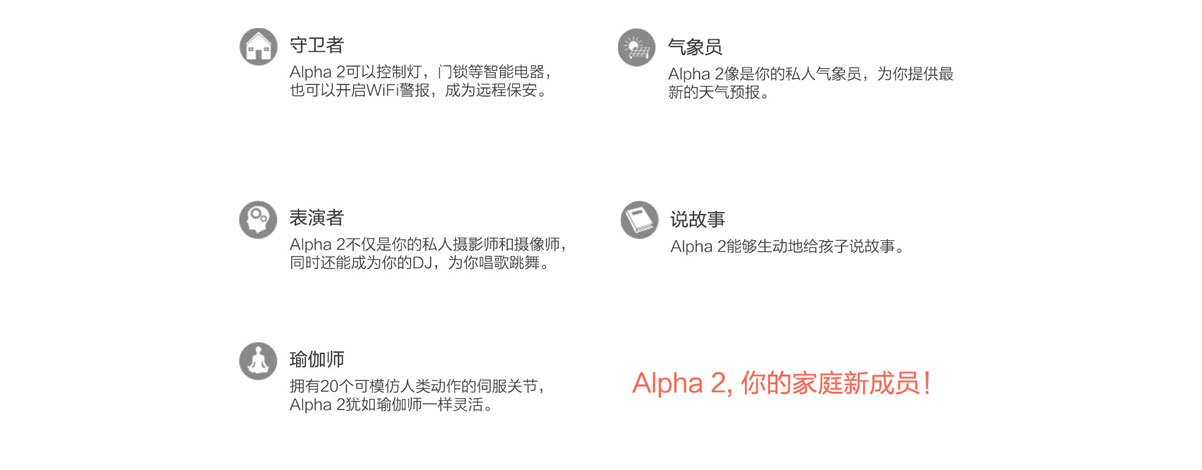 守卫者
Alpha 2可以控制灯，门锁等智能电器，
也可以开启WiFi警报，成为远程保安。
气象员
Alpha 2像是你的私人气象员，为你提供最
新的天气预报。
表演者
Alpha 2不仅是你的私人摄影师和摄像师，
同时还能成为你的DJ，为你唱歌跳舞。
说故事
Alpha 2能够生动地给孩子说故事。
瑜伽师
拥有20个可模仿人类动作的伺服关节，
Alpha 2犹如瑜伽师一样灵活。
Alpha 2, 你的家庭新成员！